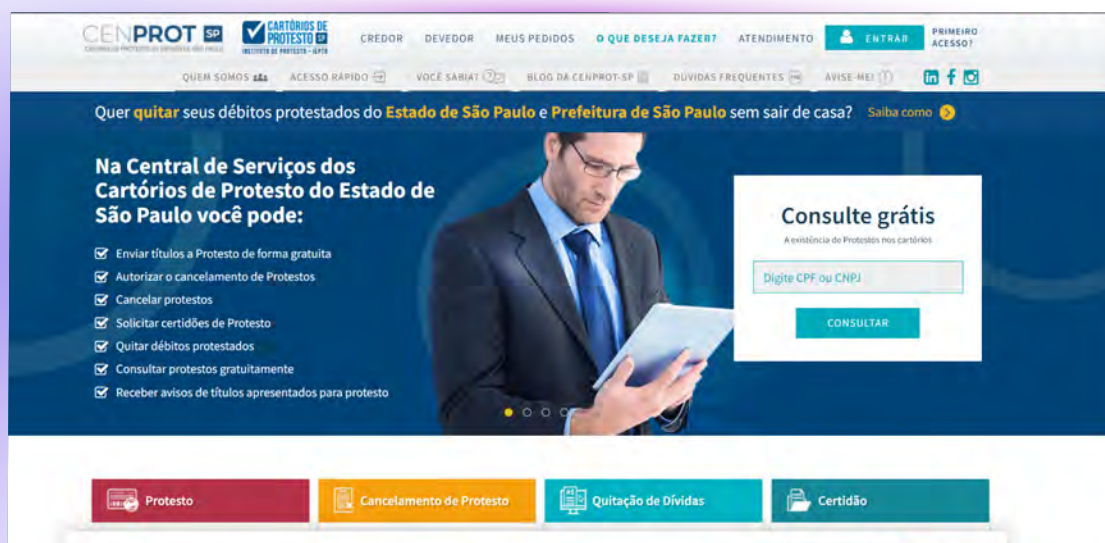 CENPROT SP
CARTÓRIOS DE
PROTESTO SP
INSTITUTO DE PROTESTO - IEPTB
CREDOR DEVEDOR MEUS PEDIDOS O QUE DESEJA FAZER? ATENDIMENTO ENTRAR PRIMEIRO
ACESSO?
QUEM SOMOS ACESSO RÁPIDO VOCÊ SABIA? BLOG DA CENPROT-SP DÚVIDAS FREQUENTES AVISE-ME!
Quer quitar seus débitos protestados do Estado de São Paulo e Prefeitura de São Paulo sem sair de casa? Saiba como
Na Central de Serviços dos
Cartórios de Protesto do Estado de
São Paulo você pode:
Enviar títulos a Protesto de forma gratuita
Autorizar o cancelamento de Protestos
Cancelar protestos
Solicitar certidões de Protesto
Quitar débitos protestados
Consultar protestos gratuitamente
Receber avisos de títulos apresentados para protesto
Consulte grátis
A existência de Protestos nos cartórios
Digite CPF ou CNPJ
CONSULTAR
Protesto
Cancelamento de Protesto
Quitação de Dívidas
Certidão